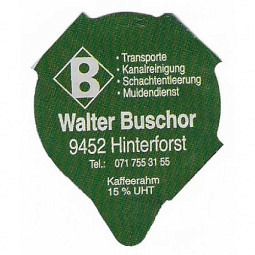 B
· Transporte
· Kanalreinigung
· Schachtentleerung
· Muldendienst
Walter Buschor
9452 Hinterforst
Tel.: 071 755 31 55
Kaffeerahm
15 % UHT